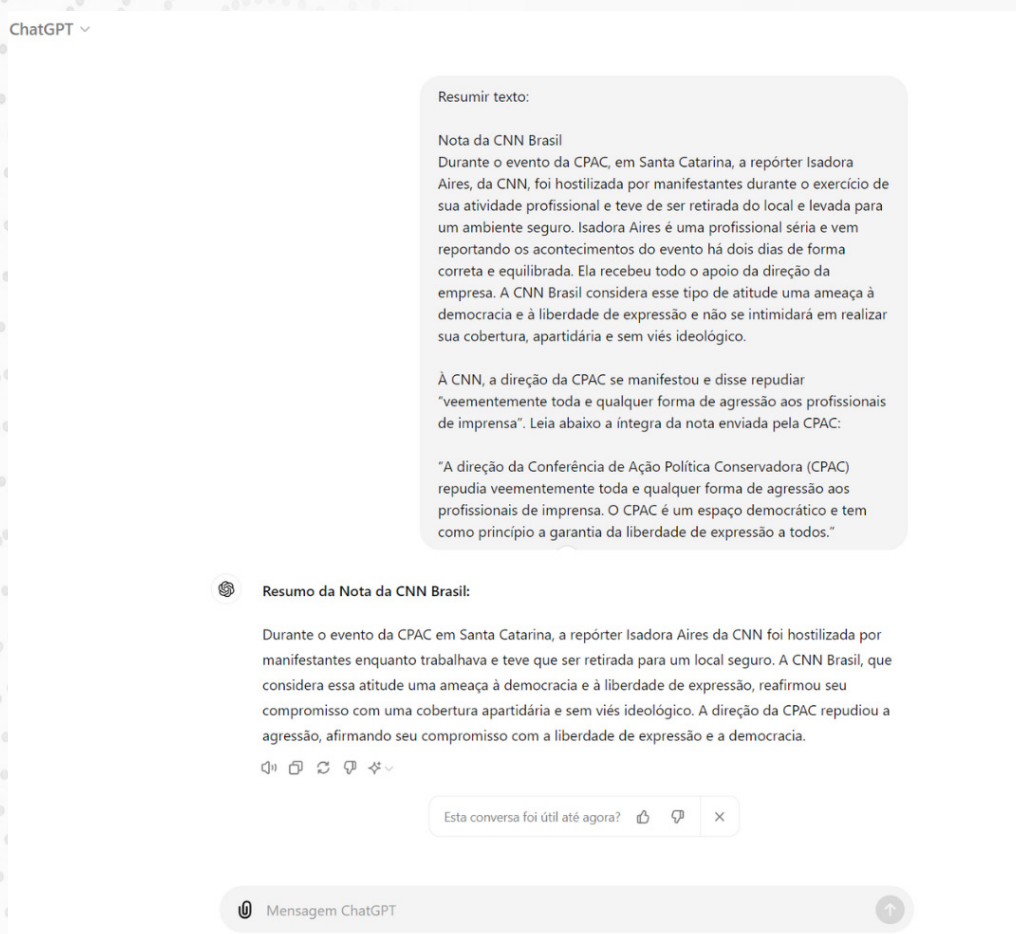 ChatGPT
Resumir texto:
Nota da CNN Brasil
Durante o evento da CPAC, em Santa Catarina, a repórter Isadora
Aires, da CNN, foi hostilizada por manifestantes durante o exercício de
sua atividade profissional e teve de ser retirada do local e levada para
um ambiente seguro. Isadora Aires é uma profissional séria e vem
reportando os acontecimentos do evento há dois dias de forma
correta e equilibrada. Ela recebeu todo o apoio da direção da
empresa. A CNN Brasil considera esse tipo de atitude uma ameaça à
democracia e à liberdade de expressão e não se intimidará em realizar
sua cobertura, apartidária e sem viés ideológico.
À CNN, a direção da CPAC se manifestou e disse repudiar
“veementemente toda e qualquer forma de agressão aos profissionais
de imprensa”. Leia abaixo a íntegra da nota enviada pela CPAC:
“A direção da Conferência de Ação Política Conservadora (CPAC)
repudia veementemente toda e qualquer forma de agressão aos
profissionais de imprensa. O CPAC é um espaço democrático e tem
como princípio a garantia da liberdade de expressão a todos.”
Resumo da Nota da CNN Brasil:
Durante o evento da CPAC em Santa Catarina, a repórter Isadora Aires da CNN foi hostilizada por
manifestantes enquanto trabalhava e teve que ser retirada para um local seguro. A CNN Brasil, que
considera essa atitude uma ameaça à democracia e à liberdade de expressão, reafirmou seu
compromisso com uma cobertura apartidária e sem viés ideológico. A direção da CPAC repudiou a
agressão, afirmando seu compromisso com a liberdade de expressão e a democracia.
Esta conversa foi útil até agora?
Mensagem ChatGPT